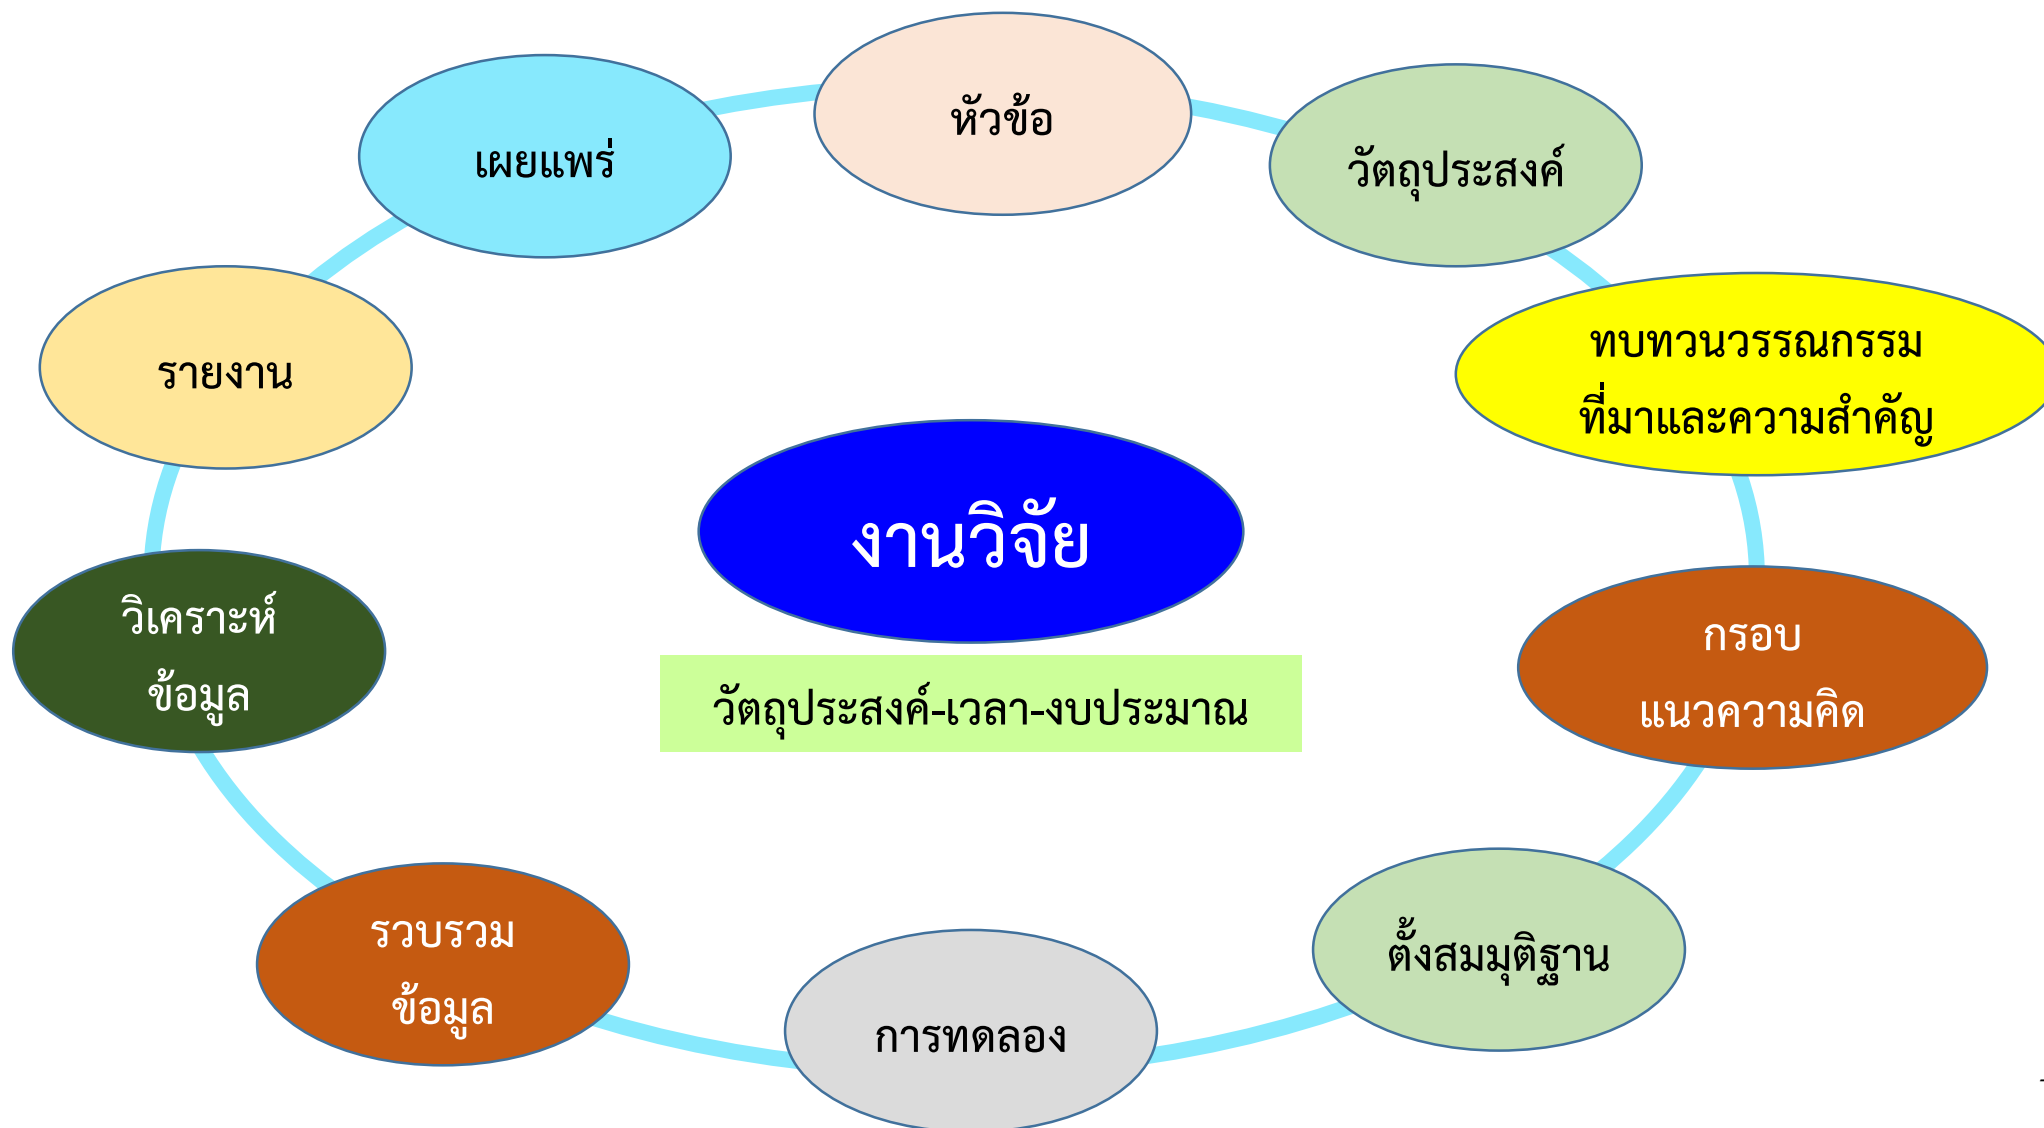 หัวข้อ
วัตถุประสงค์
ทบทวนวรรณกรรม
ที่มาและความสำคัญ
กรอบ
แนวความคิด
ตั้งสมมุติฐาน
การทดลอง
รวบรวม
ข้อมูล
วิเคราะห์
ข้อมูล
รายงาน
เผยแพร่
งานวิจัย
วัตถุประสงค์-เวลา-งบประมาณ